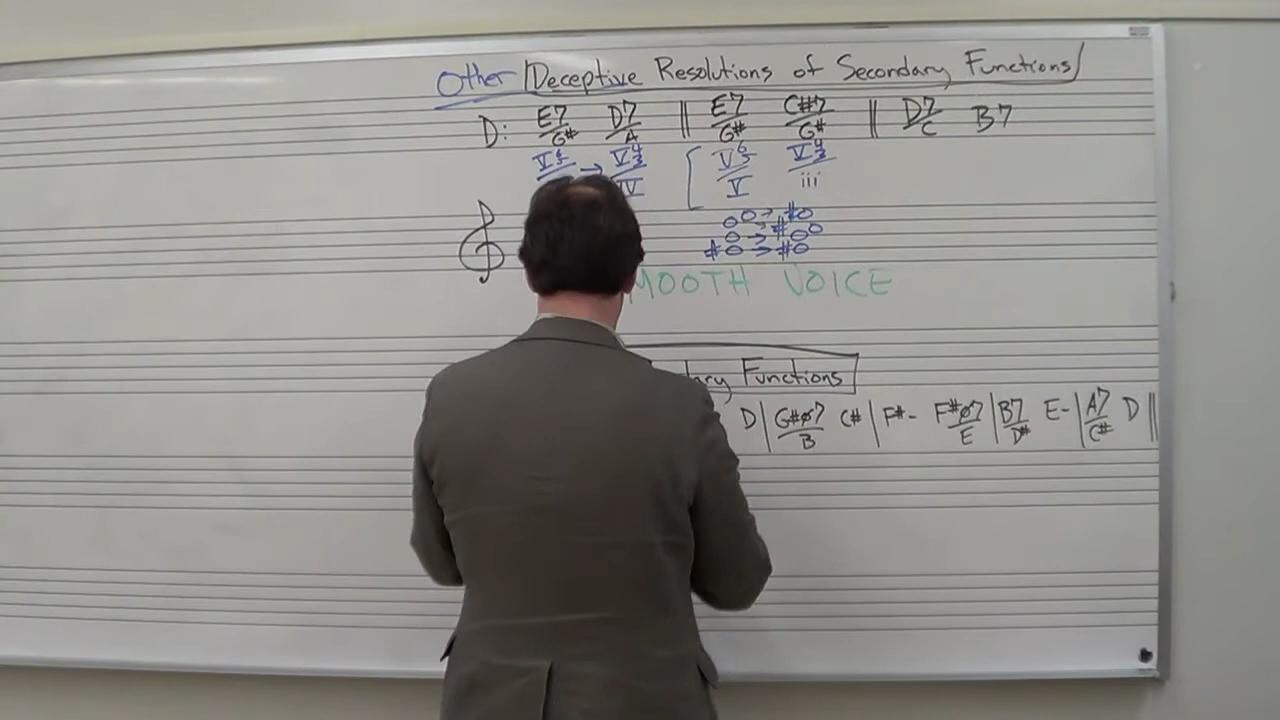 Other Deceptive Resolutions of Secondary Functions
D: E7/G# D7/A || E7/G# C#7/G# || D7/C B7
V6/5 → V4/3 [ V6/5/V V4/3/iii
MOOTH VOICE
Functions
D | G#ø7/B C# | F#- F#ø7/E | B7/D# E- | A7/C# D ||